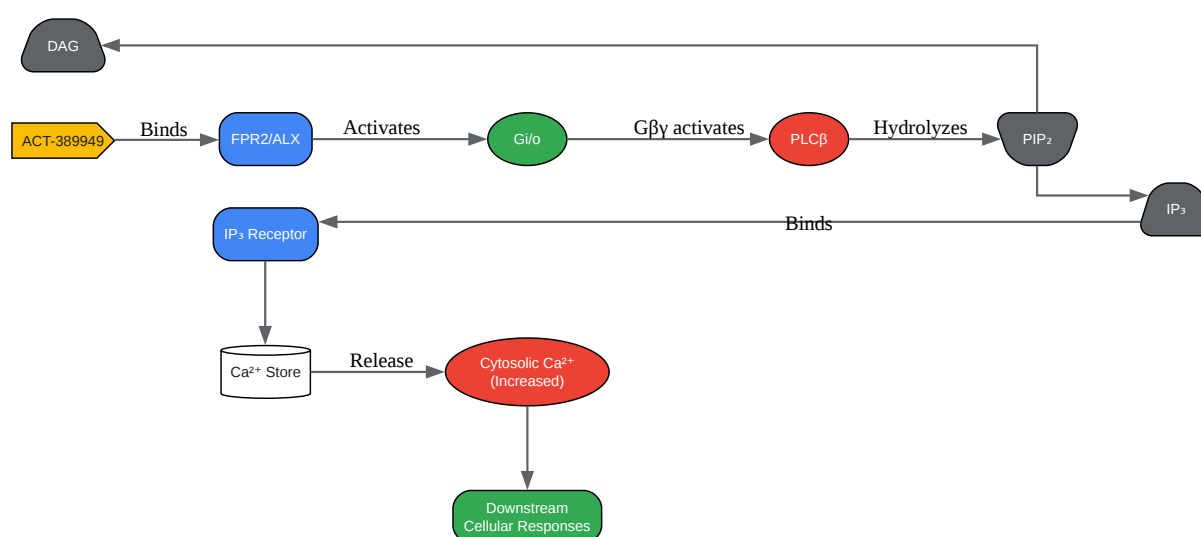 DAG
ACT-389949
Binds
FPR2/ALX
Activates
Gi/o
Gβγ activates
PLCβ
Hydrolyzes
PIP₂
IP₃
Binds
IP₃ Receptor
Ca²⁺ Store
Release
Cytosolic Ca²⁺
(Increased)
Downstream
Cellular Responses